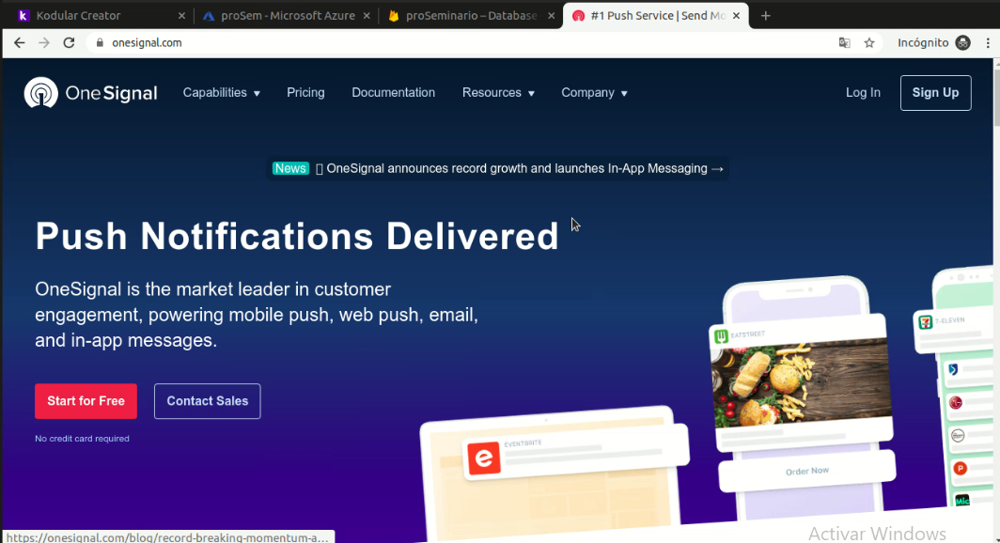 Kodular Creator
proSem - Microsoft Azure
proSeminario – Database
#1 Push Service | Send Mo
onesignal.com
Incógnito
OneSignal
Capabilities
Pricing
Documentation
Resources
Company
Log In
Sign Up
News OneSignal announces record growth and launches In-App Messaging →
Push Notifications Delivered
OneSignal is the market leader in customer
engagement, powering mobile push, web push, email,
and in-app messages.
Start for Free
Contact Sales
No credit card required
EATSTREET
7-ELEVEN
EVENTBRITE
Order Now
https://onesignal.com/blog/record-breaking-momentum-a...
Activar Windows